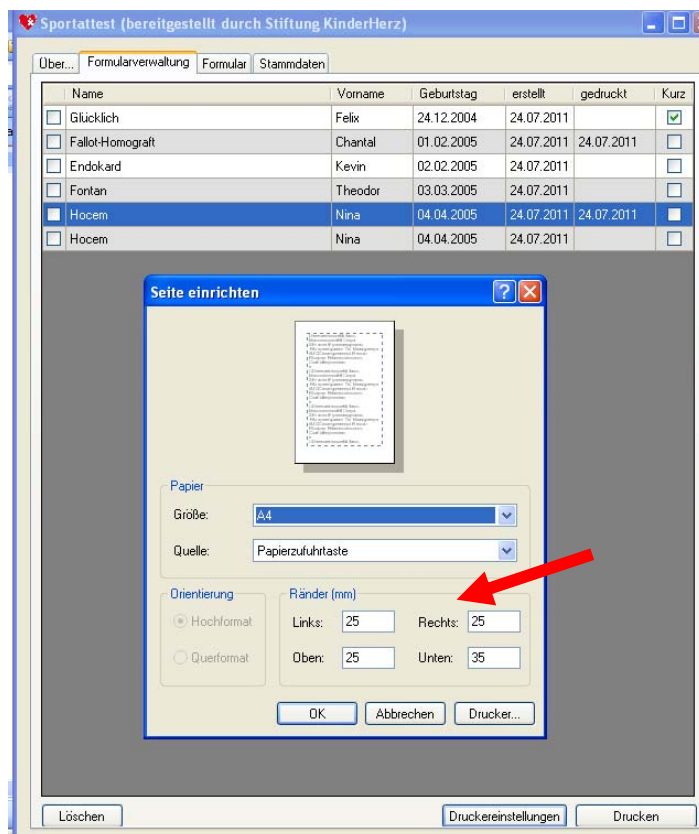 Sportattest (bereitgestellt durch Stiftung KinderHerz)
Über... Formularverwaltung Formular Stammdaten
Name Vorname Geburtstag erstellt gedruckt Kurz
Glücklich Felix 24.12.2004 24.07.2011
Fallot-Homograft Chantal 01.02.2005 24.07.2011 24.07.2011
Endokard Kevin 02.02.2005 24.07.2011
Fontan Theodor 03.03.2005 24.07.2011
Hocem Nina 04.04.2005 24.07.2011 24.07.2011
Hocem Nina 04.04.2005 24.07.2011
Seite einrichten
Papier
Größe: A4
Quelle: Papierzufuhrtaste
Orientierung Ränder (mm)
Hochformat Links: 25 Rechts: 25
Querformat Oben: 25 Unten: 35
OK Abbrechen Drucker...
Löschen Druckereinstellungen Drucken